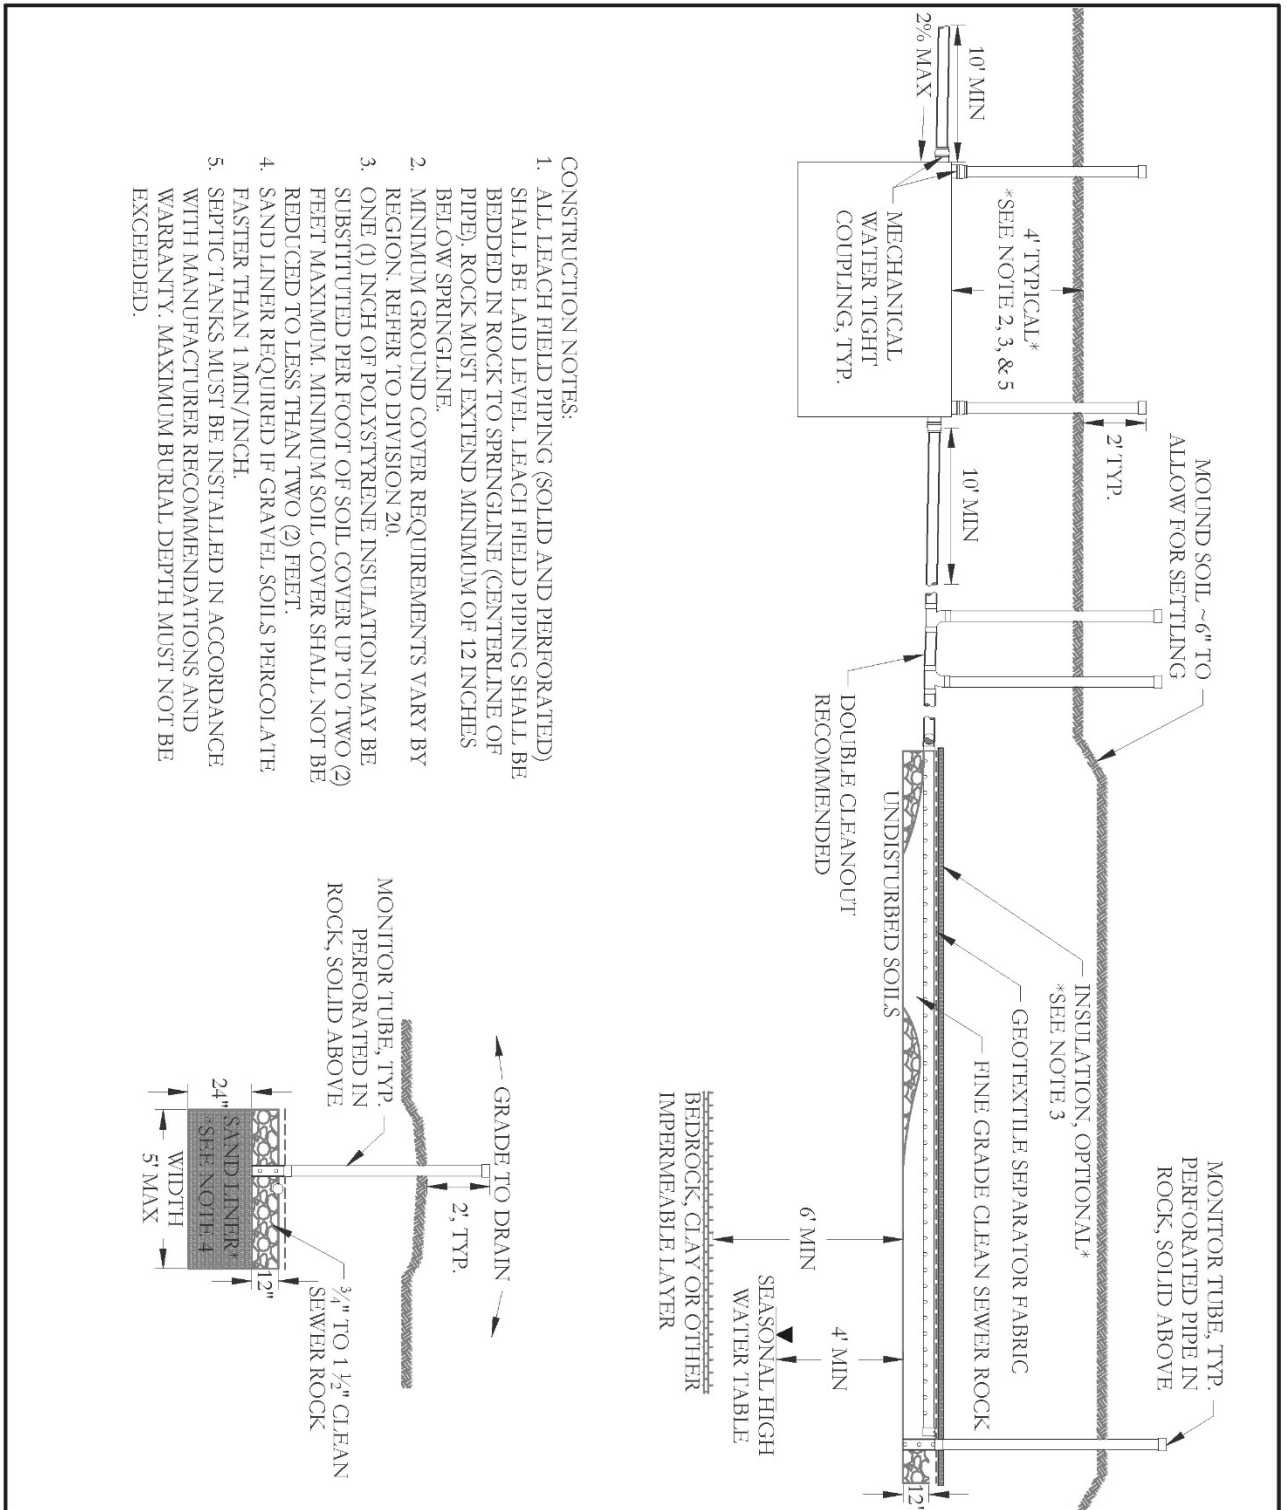 10' MIN
2% MAX
4' TYPICAL*
*SEE NOTE 2, 3, & 5
MECHANICAL
WATER TIGHT
COUPLING, TYP.
2' TYP.
10' MIN
MOUND SOIL ~6" TO
ALLOW FOR SETTLING
DOUBLE CLEANOUT
RECOMMENDED
UNDISTURBED SOILS
INSULATION, OPTIONAL*
*SEE NOTE 3
GEOTEXTILE SEPARATOR FABRIC
FINE GRADE CLEAN SEWER ROCK
MONITOR TUBE, TYP.
PERFORATED PIPE IN
ROCK, SOLID ABOVE
12"
6' MIN
4' MIN
SEASONAL HIGH
WATER TABLE
BEDROCK, CLAY OR OTHER
IMPERMEABLE LAYER
CONSTRUCTION NOTES:
1. ALL LEACH FIELD PIPING (SOLID AND PERFORATED)
SHALL BE LAID LEVEL. LEACH FIELD PIPING SHALL BE
BEDDED IN ROCK TO SPRINGLINE (CENTERLINE OF
PIPE). ROCK MUST EXTEND MINIMUM OF 12 INCHES
BELOW SPRINGLINE.
2. MINIMUM GROUND COVER REQUIREMENTS VARY BY
REGION. REFER TO DIVISION 20.
3. ONE (1) INCH OF POLYSTYRENE INSULATION MAY BE
SUBSTITUTED PER FOOT OF SOIL COVER UP TO TWO (2)
FEET MAXIMUM. MINIMUM SOIL COVER SHALL NOT BE
REDUCED TO LESS THAN TWO (2) FEET.
4. SAND LINER REQUIRED IF GRAVEL SOILS PERCOLATE
FASTER THAN 1 MIN/INCH.
5. SEPTIC TANKS MUST BE INSTALLED IN ACCORDANCE
WITH MANUFACTURER RECOMMENDATIONS AND
WARRANTY. MAXIMUM BURIAL DEPTH MUST NOT BE
EXCEEDED.
GRADE TO DRAIN
2', TYP.
MONITOR TUBE, TYP.
PERFORATED IN
ROCK, SOLID ABOVE
¾" TO 1 ½" CLEAN
SEWER ROCK
12"
24"
SAND LINER*
*SEE NOTE 4
WIDTH
5' MAX